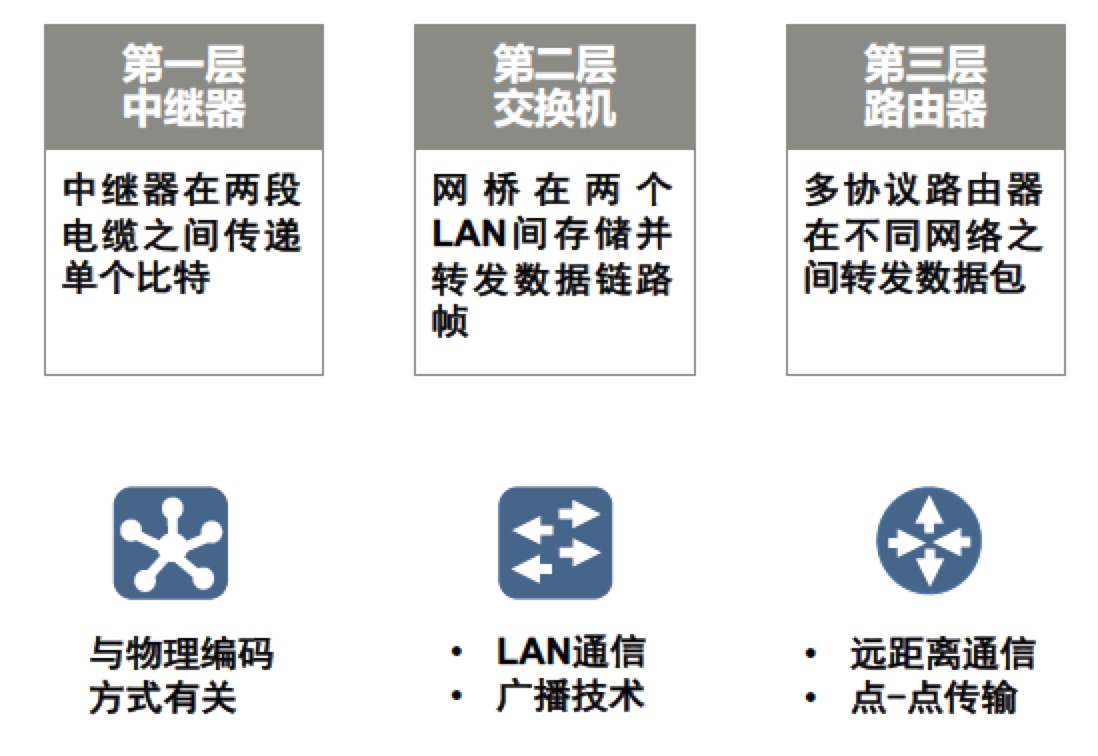 第一层
中继器
中继器在两段
电缆之间传递
单个比特
第二层
交换机
网桥在两个
LAN间存储并
转发数据链路
帧
第三层
路由器
多协议路由器
在不同网络之
间转发数据包
与物理编码
方式有关
• LAN通信
• 广播技术
• 远距离通信
• 点-点传输